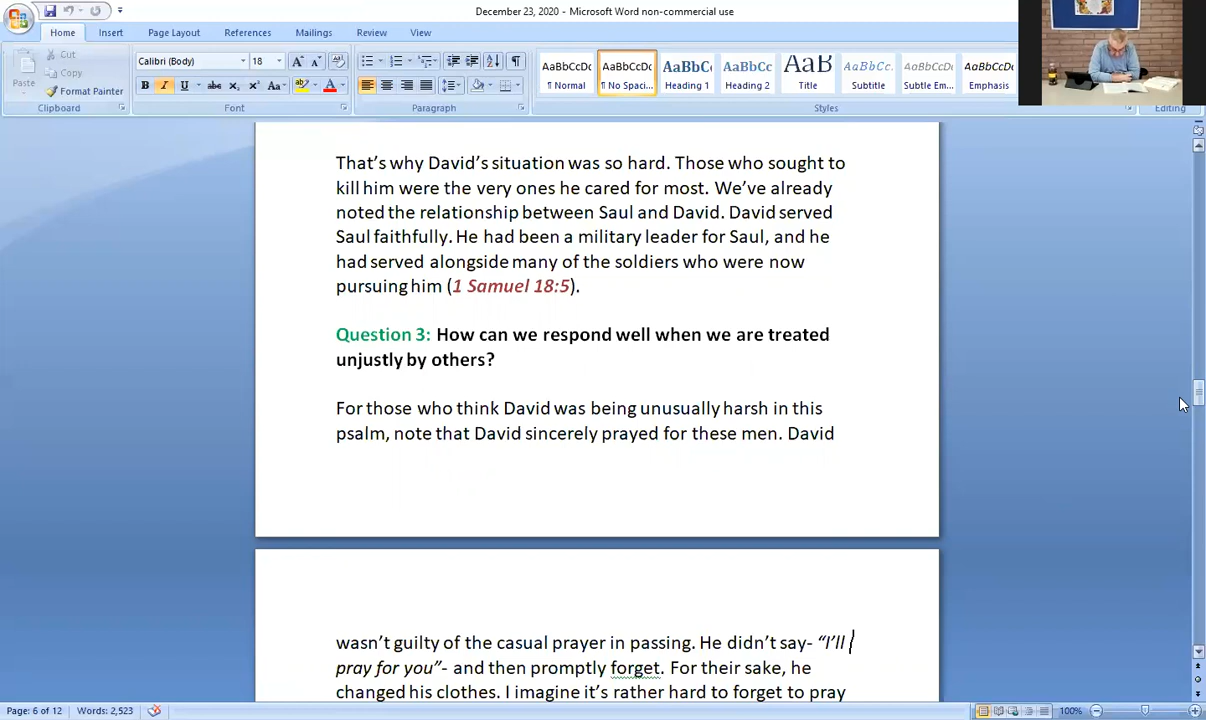 December 23, 2020 - Microsoft Word non-commercial use
Home Insert Page Layout References Mailings Review View
Cut
Copy
Paste
Format Painter
Clipboard
Calibri (Body) 18
Font
Paragraph
AaBbCcDc AaBbCcDc AaBbC AaBbCc AaB AaBbCcI AaBbCcDc AaBbCcDc
¶ Normal ¶ No Spaci... Heading 1 Heading 2 Title Subtitle Subtle Em... Emphasis
Styles
Editing
That's why David's situation was so hard. Those who sought to
kill him were the very ones he cared for most. We've already
noted the relationship between Saul and David. David served
Saul faithfully. He had been a military leader for Saul, and he
had served alongside many of the soldiers who were now
pursuing him (1 Samuel 18:5).
Question 3: How can we respond well when we are treated
unjustly by others?
For those who think David was being unusually harsh in this
psalm, note that David sincerely prayed for these men. David
wasn't guilty of the casual prayer in passing. He didn't say- "I'll
pray for you"- and then promptly forget. For their sake, he
changed his clothes. I imagine it's rather hard to forget to pray
Page: 6 of 12 Words: 2,523 100%